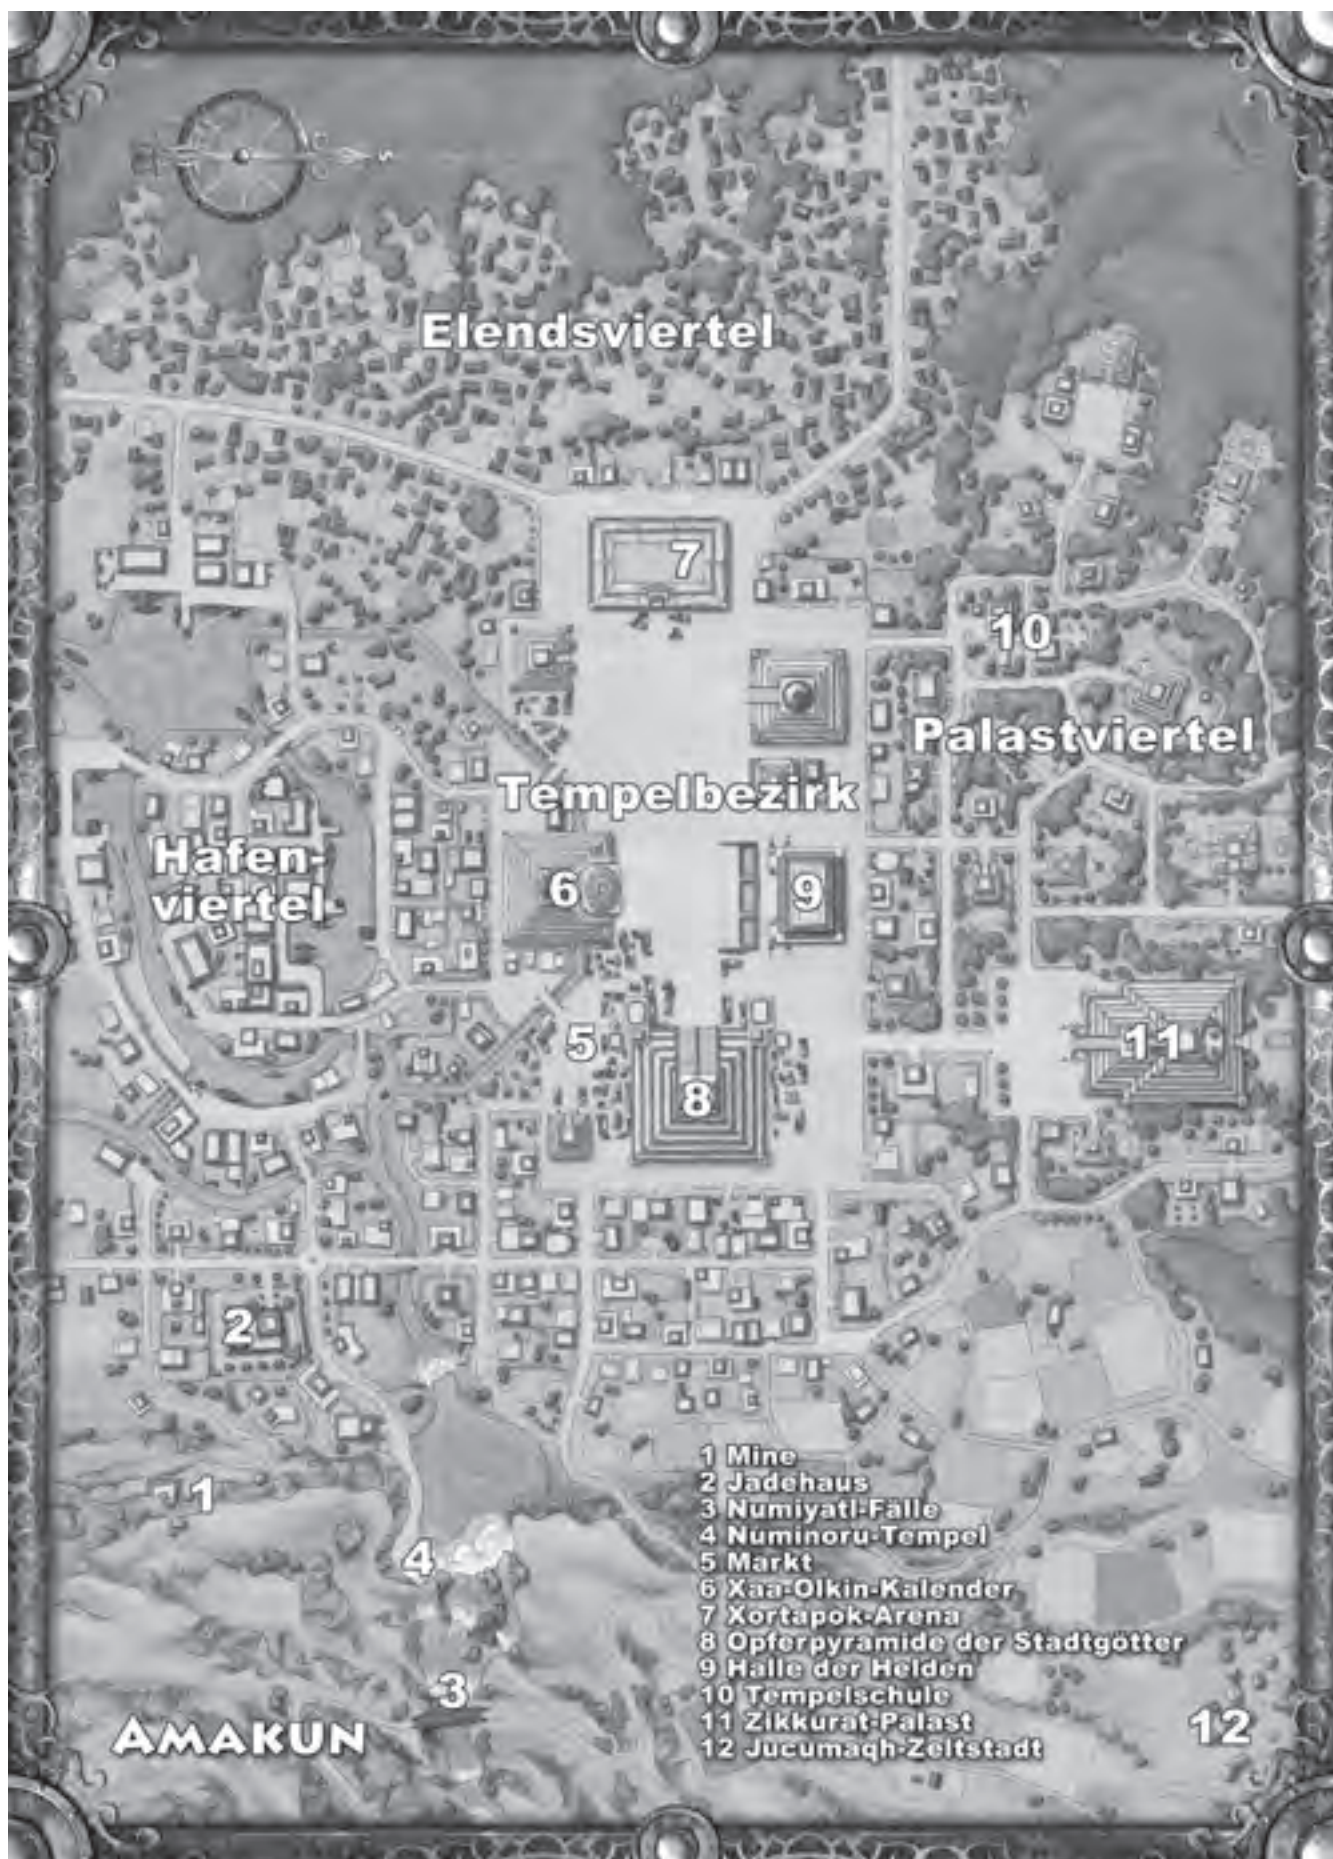 S
Elendsviertel
7
10
Palastviertel
Tempelbezirk
Hafen-
viertel
6
9
5
11
8
2
1
4
3
1 Mine
2 Jadehaus
3 Numiyatl-Fälle
4 Numinoru-Tempel
5 Markt
6 Xaa-Olkin-Kalender
7 Xortapok-Arena
8 Opferpyramide der Stadtgötter
9 Halle der Helden
10 Tempelschule
11 Zikkurat-Palast
12 Jucumaqh-Zeltstadt
12
AMAKUN